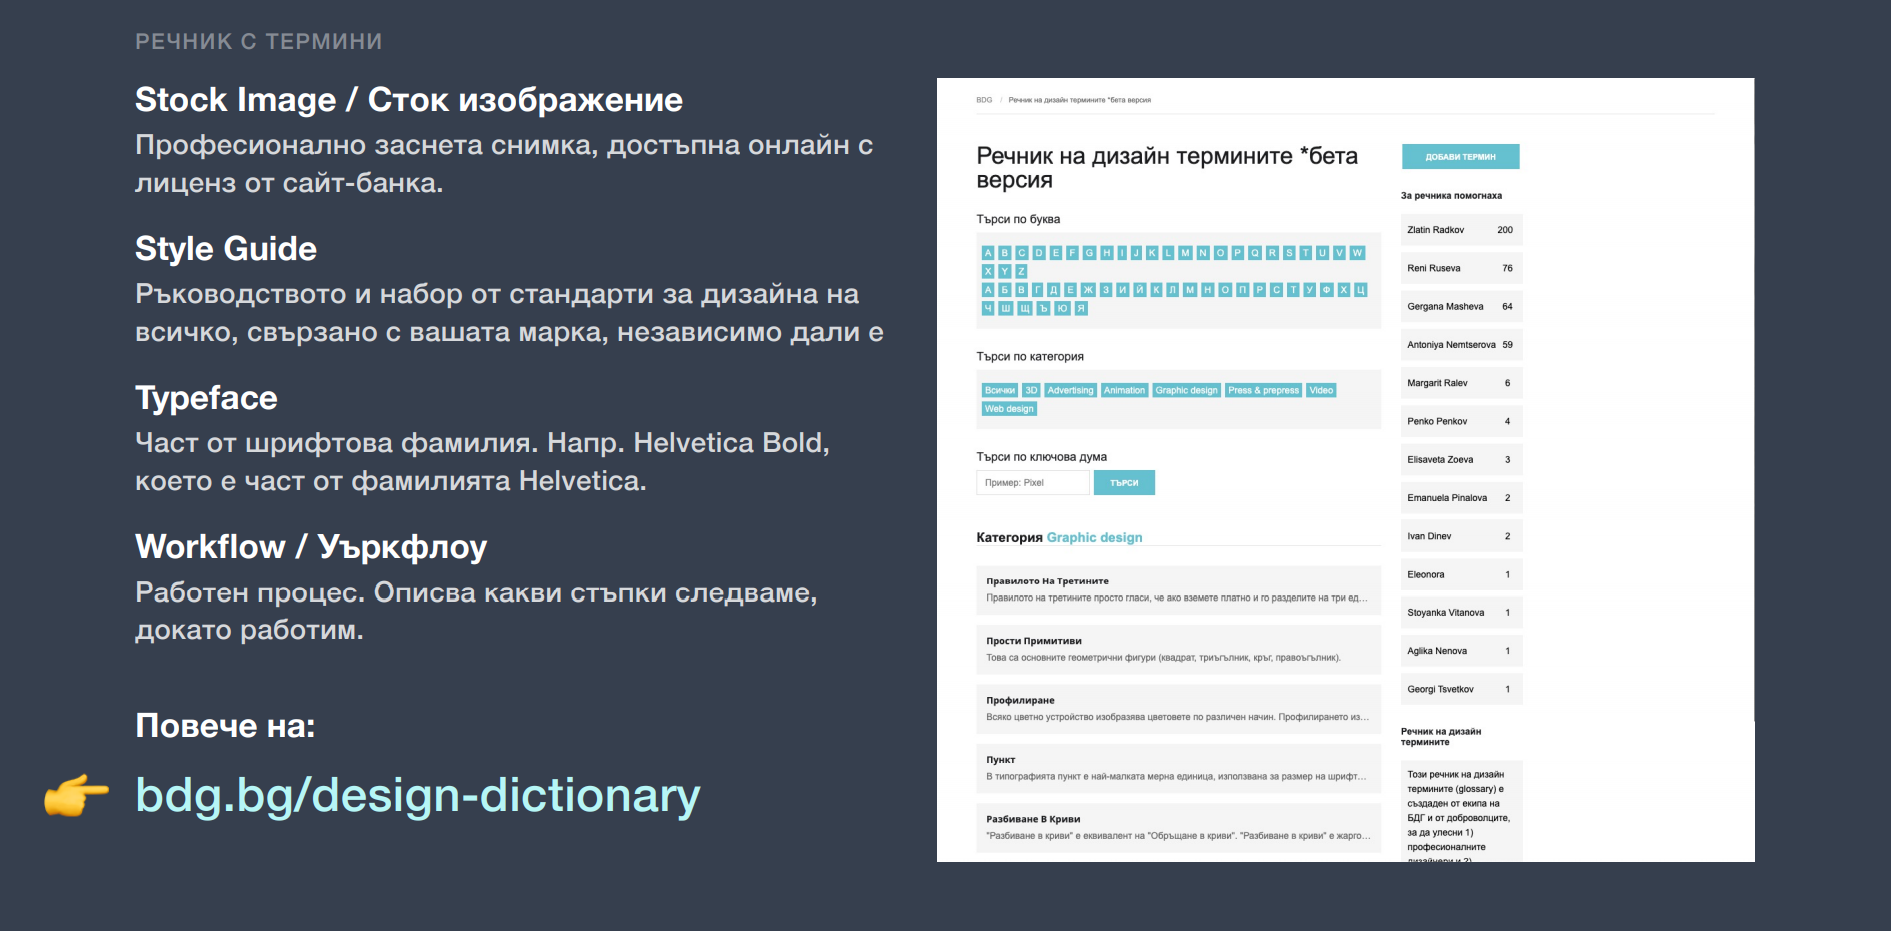 РЕЧНИК С ТЕРМИНИ
Stock Image / Сток изображение
Професионално заснета снимка, достъпна онлайн с
лиценз от сайт-банка.
Style Guide
Ръководството и набор от стандарти за дизайна на
всичко, свързано с вашата марка, независимо дали е
Typeface
Част от шрифтова фамилия. Напр. Helvetica Bold,
което е част от фамилията Helvetica.
Workflow / Уъркфлоу
Работен процес. Описва какви стъпки следваме,
докато работим.
Повече на:
bdg.bg/design-dictionary
BDG / Речник на дизайн термините *бета версия
Речник на дизайн термините *бета
версия
Търси по буква
A B C D E F G H I J K L M N O P Q R S T U V W
X Y Z
А Б В Г Д Е Ж З И Й К Л М Н О П Р С Т У Ф Х Ц
Ч Ш Щ Ъ Ю Я
Търси по категория
Всички 3D Advertising Animation Graphic design Press & prepress Video
Web design
Търси по ключова дума
Пример: Pixel ТЪРСИ
Категория Graphic design
Правилото На Третините
Правилото на третините просто гласи, че ако вземете платно и го разделите на три ед...
Прости Примитиви
Това са основните геометрични фигури (квадрат, триъгълник, кръг, правоъгълник).
Профилиране
Всяко цветно устройство изобразява цветовете по различен начин. Профилирането из...
Пункт
В типографията пункт е най-малката мерна единица, използвана за размер на шрифт...
Разбиване В Криви
"Разбиване в криви" е еквивалент на "Обръщане в криви". "Разбиване в криви" е жарго...
ДОБАВИ ТЕРМИН
За речника помогнаха
Zlatin Radkov 200
Reni Ruseva 76
Gergana Masheva 64
Antoniya Nemtserova 59
Margarit Ralev 6
Penko Penkov 4
Elisaveta Zoeva 3
Emanuela Pinalova 2
Ivan Dinev 2
Eleonora 1
Stoyanka Vitanova 1
Aglika Nenova 1
Georgi Tsvetkov 1
Речник на дизайн
термините
Този речник на дизайн
термините (glossary) е
създаден от екипа на
БДГ и от доброволците,
за да улесни 1)
професионалните
дизайнери и 2)